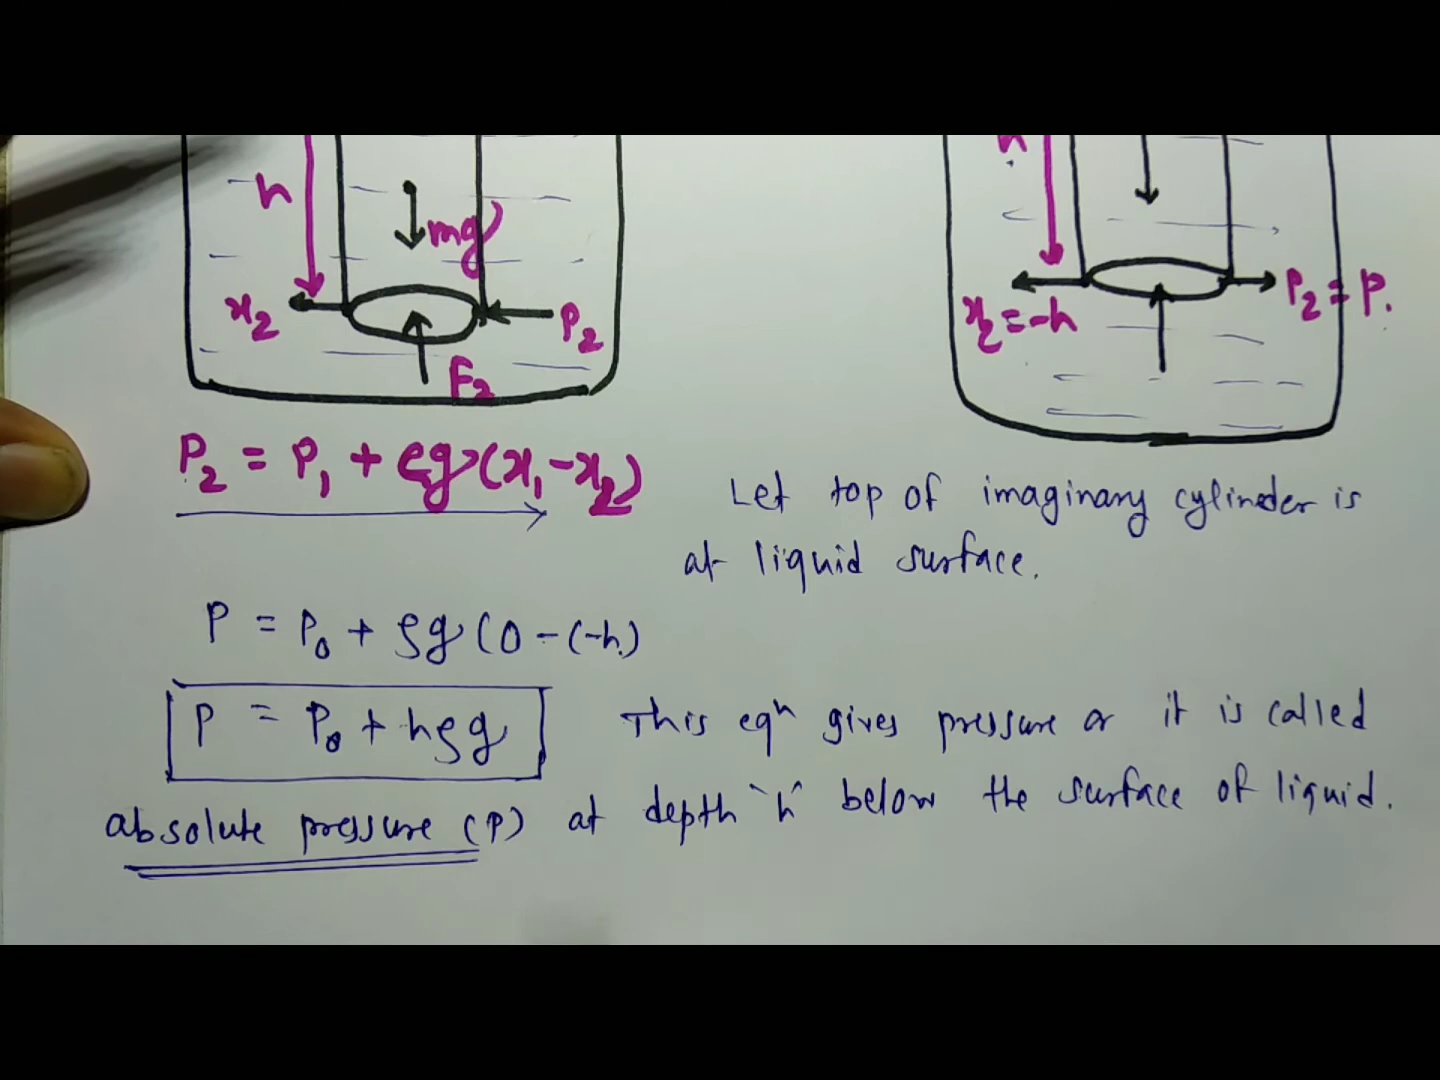 h
mg
x₂
P₂
F₂
h
x₂ = -h
P₂ = P.
P₂ = P₁ + ρg(x₁-x₂)
Let top of imaginary cylinder is
at liquid surface.
P = P₀ + ρg(0-(-h)
P = P₀ + hρg
This eqⁿ gives pressure or it is called
absolute pressure (P) at depth `h´ below the surface of liquid.